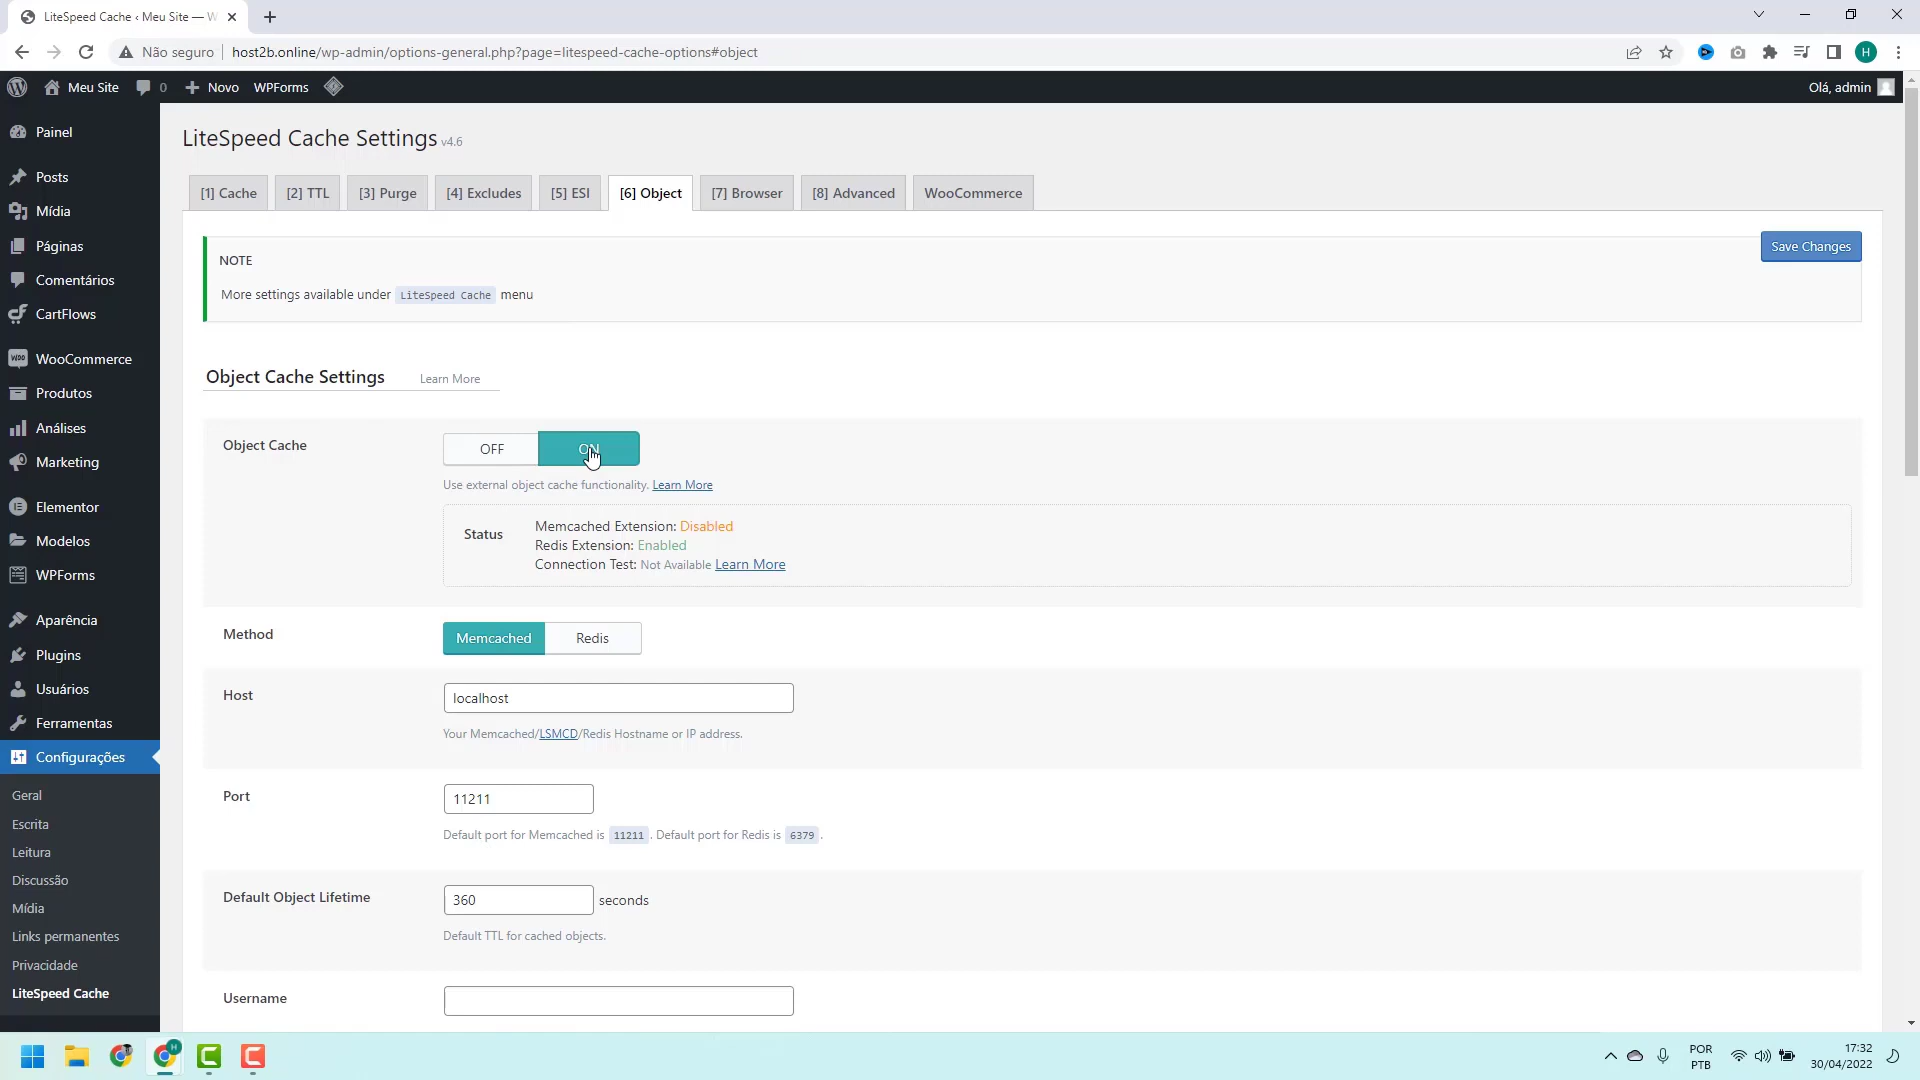 LiteSpeed Cache ‹ Meu Site — W
Não seguro
host2b.online/wp-admin/options-general.php?page=litespeed-cache-options#object
H
Meu Site
0
Novo
WPForms
Olá, admin
Painel
Posts
Mídia
Páginas
Comentários
CartFlows
WooCommerce
Produtos
Análises
Marketing
Elementor
Modelos
WPForms
Aparência
Plugins
Usuários
Ferramentas
Configurações
Geral
Escrita
Leitura
Discussão
Mídia
Links permanentes
Privacidade
LiteSpeed Cache
LiteSpeed Cache Settings v4.6
[1] Cache
[2] TTL
[3] Purge
[4] Excludes
[5] ESI
[6] Object
[7] Browser
[8] Advanced
WooCommerce
NOTE
Save Changes
More settings available under LiteSpeed Cache menu
Object Cache Settings
Learn More
Object Cache
OFF
ON
Use external object cache functionality. Learn More
Status
Memcached Extension: Disabled
Redis Extension: Enabled
Connection Test: Not Available Learn More
Method
Memcached
Redis
Host
localhost
Your Memcached/LSMCD/Redis Hostname or IP address.
Port
11211
Default port for Memcached is 11211 . Default port for Redis is 6379 .
Default Object Lifetime
360
seconds
Default TTL for cached objects.
Username
H
POR
PTB
17:32
30/04/2022